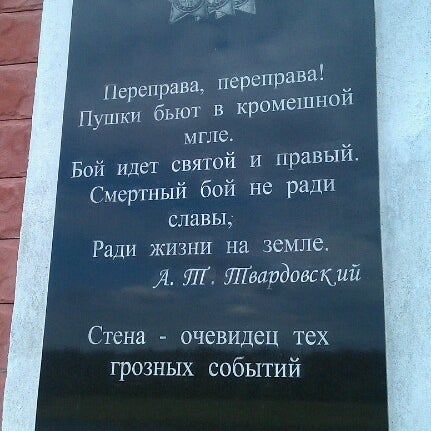 Переправа, переправа!
Пушки бьют в кромешной
мгле.
Бой идет святой и правый.
Смертный бой не ради
славы,
Ради жизни на земле.
А. Т. Твардовский
Стена - очевидец тех
грозных событий